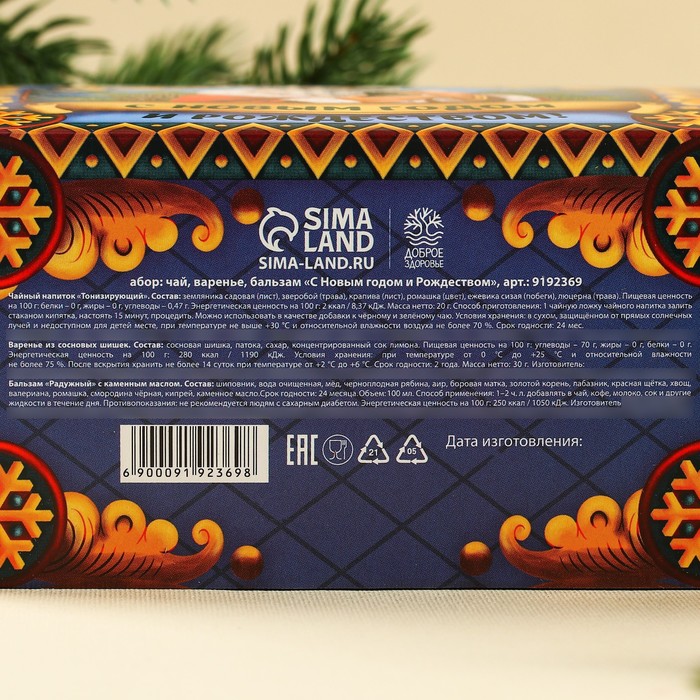 С НОВЫМ ГОДОМ
И РОЖДЕСТВОМ!
SIMA
LAND
SIMA-LAND.RU
ДОБРОЕ
ЗДОРОВЬЕ
абор: чай, варенье, бальзам «С Новым годом и Рождеством», арт.: 9192369
Чайный напиток «Тонизирующий». Состав: земляника садовая (лист), зверобой (трава), крапива (лист), ромашка (цвет), ежевика сизая (побеги), люцерна (трава). Пищевая ценность
на 100 г: белки – 0 г, жиры – 0 г, углеводы – 0,47 г. Энергетическая ценность на 100 г: 2 ккал / 8,37 кДж. Масса нетто: 20 г. Способ приготовления: 1 чайную ложку чайного напитка залить
стаканом кипятка, настоять 15 минут, процедить. Можно использовать в качестве добавки к чёрному и зелёному чаю. Условия хранения: в сухом, защищённом от прямых солнечных
лучей и недоступном для детей месте, при температуре не выше +30 °С и относительной влажности воздуха не более 70 %. Срок годности: 24 мес.
Варенье из сосновых шишек. Состав: сосновая шишка, патока, сахар, концентрированный сок лимона. Пищевая ценность на 100 г: углеводы – 70 г, жиры – 0 г, белки – 0 г.
Энергетическая ценность на 100 г: 280 ккал / 1190 кДж. Условия хранения: при температуре от 0 °С до +25 °С и относительной влажности
не более 75 %. После вскрытия хранить не более 14 суток при температуре от +2 °С до +6 °С. Срок годности: 2 года. Масса нетто: 30 г. Изготовитель:
Бальзам «Радужный» с каменным маслом. Состав: шиповник, вода очищенная, мёд, черноплодная рябина, аир, боровая матка, золотой корень, лабазник, красная щётка, хвощ,
валериана, ромашка, смородина чёрная, кипрей, каменное масло.Срок годности: 24 месяца.Объем:100 мл. Способ применения: 1–2 ч. л. добавлять в чай, кофе, молоко, сок и другие
жидкости в течение дня. Противопоказания: не рекомендуется людям с сахарным диабетом. Энергетическая ценность на 100 г: 250 ккал / 1050 кДж. Изготовитель
6 900091 923698
EAC
21
05
Дата изготовления: